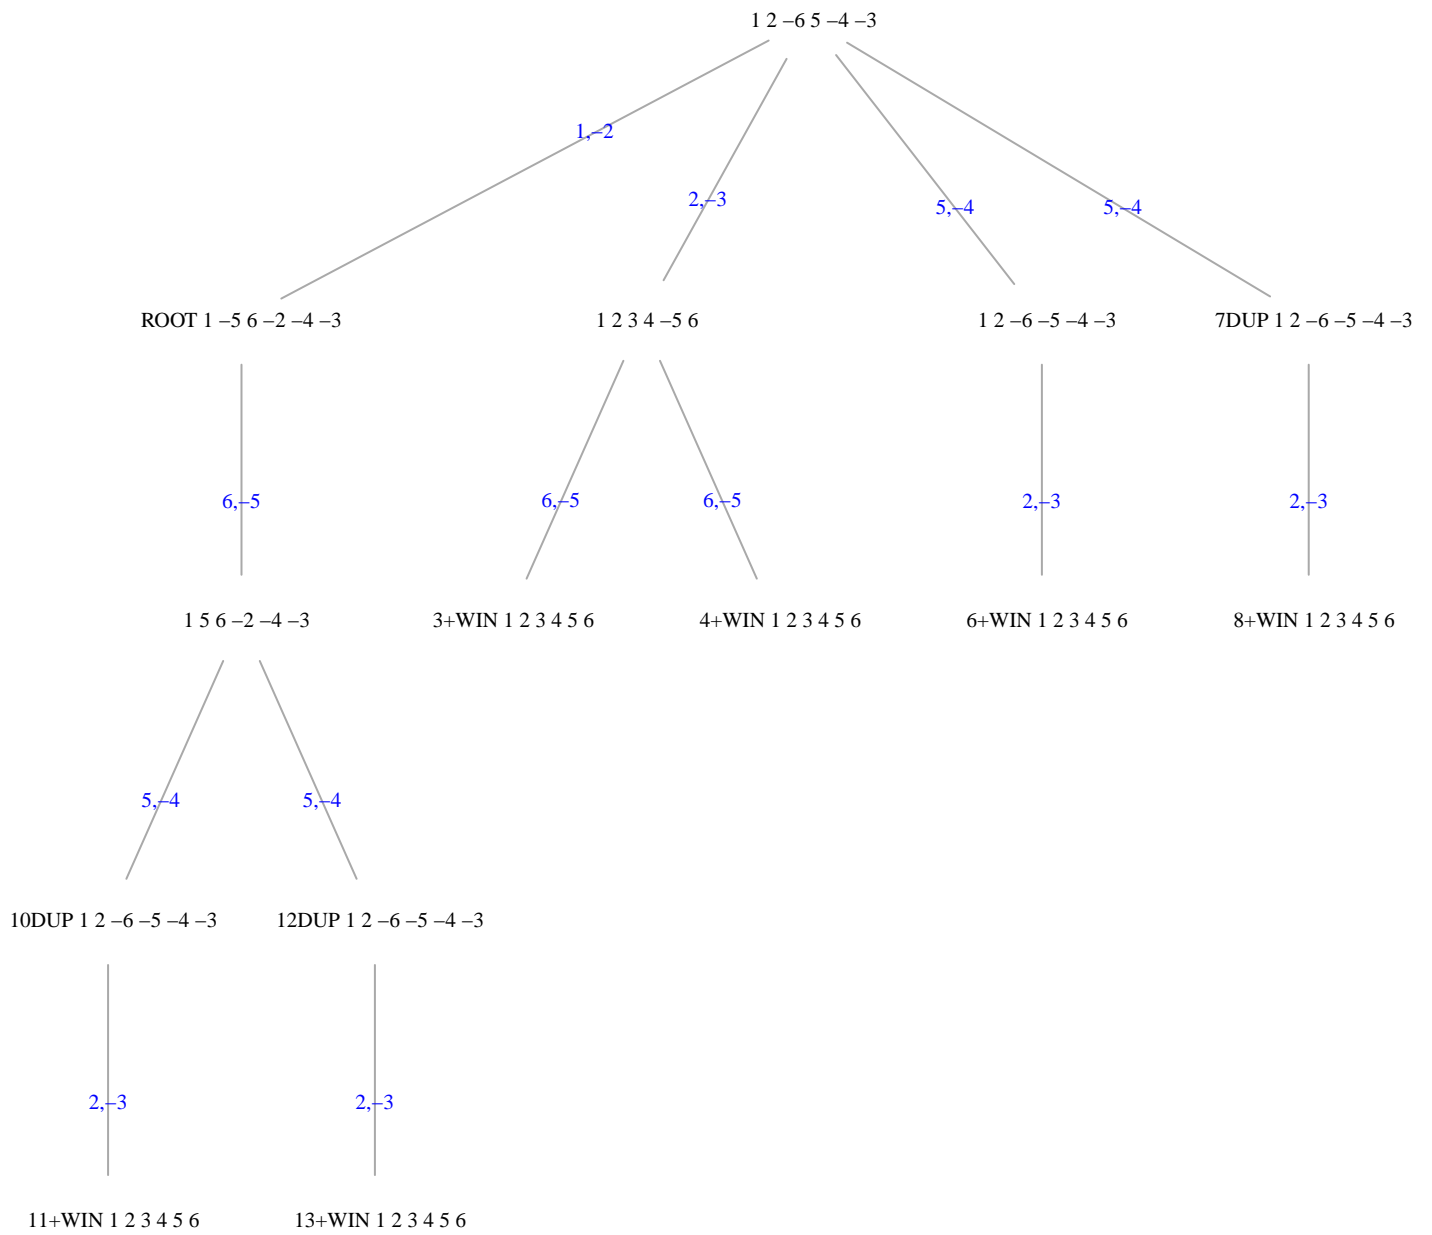 1 2 −6 5 −4 −3
1,−2
2,−3
5,−4
5,−4
ROOT 1 −5 6 −2 −4 −3
1 2 3 4 −5 6
1 2 −6 −5 −4 −3
7DUP 1 2 −6 −5 −4 −3
6,−5
6,−5
6,−5
2,−3
2,−3
1 5 6 −2 −4 −3
3+WIN 1 2 3 4 5 6
4+WIN 1 2 3 4 5 6
6+WIN 1 2 3 4 5 6
8+WIN 1 2 3 4 5 6
5,−4
5,−4
10DUP 1 2 −6 −5 −4 −3
12DUP 1 2 −6 −5 −4 −3
2,−3
2,−3
11+WIN 1 2 3 4 5 6
13+WIN 1 2 3 4 5 6